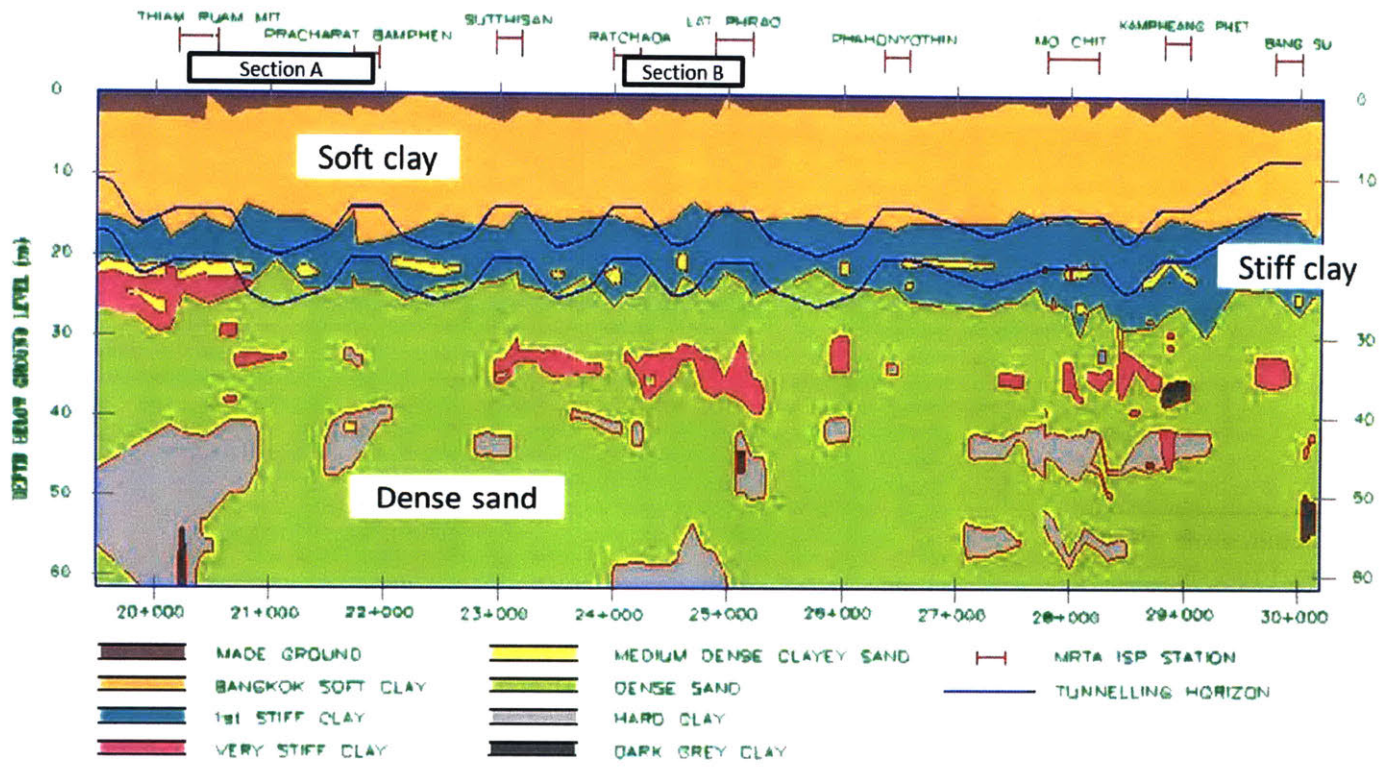 THIAM RUAM MIT
SUTTHISAN
LAT PHRAO
KAMPHEANG PHET
PRACHARAT BAMPHEN
RATCHADA
PHAHONYOTHIN
MO CHIT
BANG SU
Section A
Section B
0
0
Soft clay
10
10
20
20
Stiff clay
30
30
40
40
Dense sand
50
50
60
60
DEPTH BELOW GROUND LEVEL (m)
20+000 21+000 22+000 23+000 24+000 25+000 26+000 27+000 28+000 29+000 30+000
MADE GROUND
MEDIUM DENSE CLAYEY SAND
MRTA ISP STATION
BANGKOK SOFT CLAY
DENSE SAND
TUNNELLING HORIZON
1st STIFF CLAY
HARD CLAY
VERY STIFF CLAY
DARK GREY CLAY